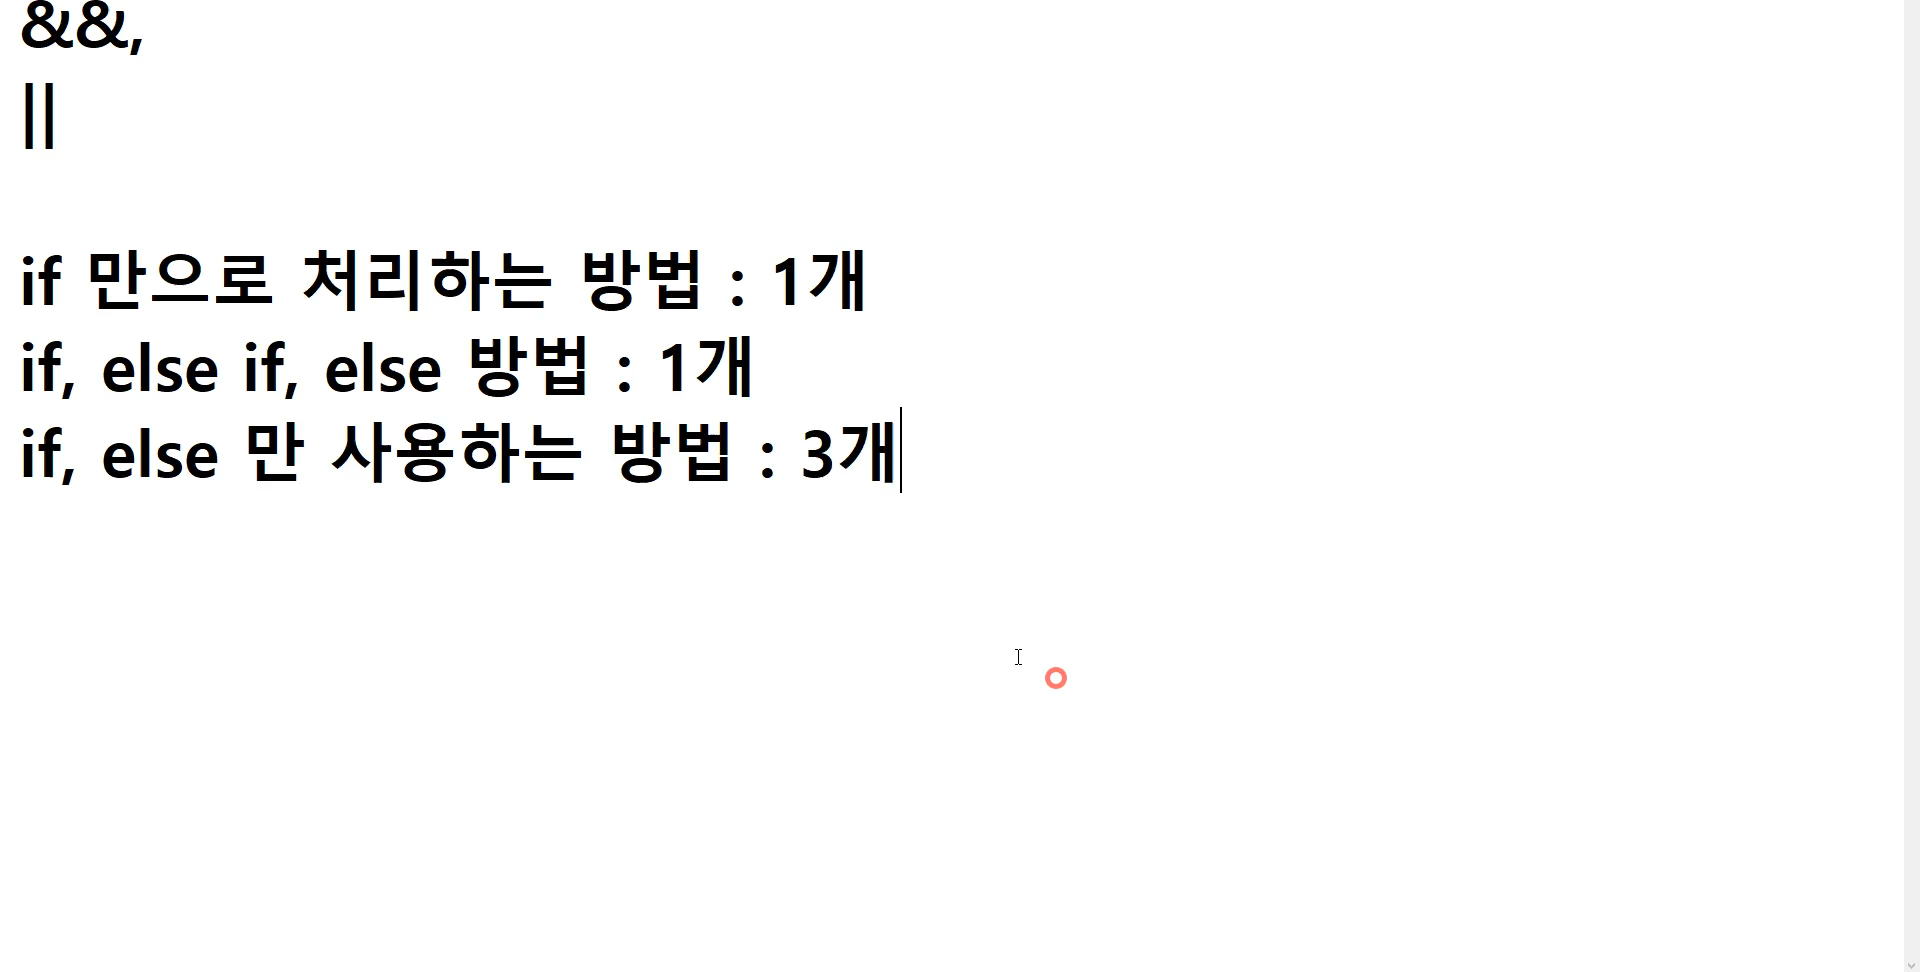 &&,
||
if 만으로 처리하는 방법 : 1개
if, else if, else 방법 : 1개
if, else 만 사용하는 방법 : 3개